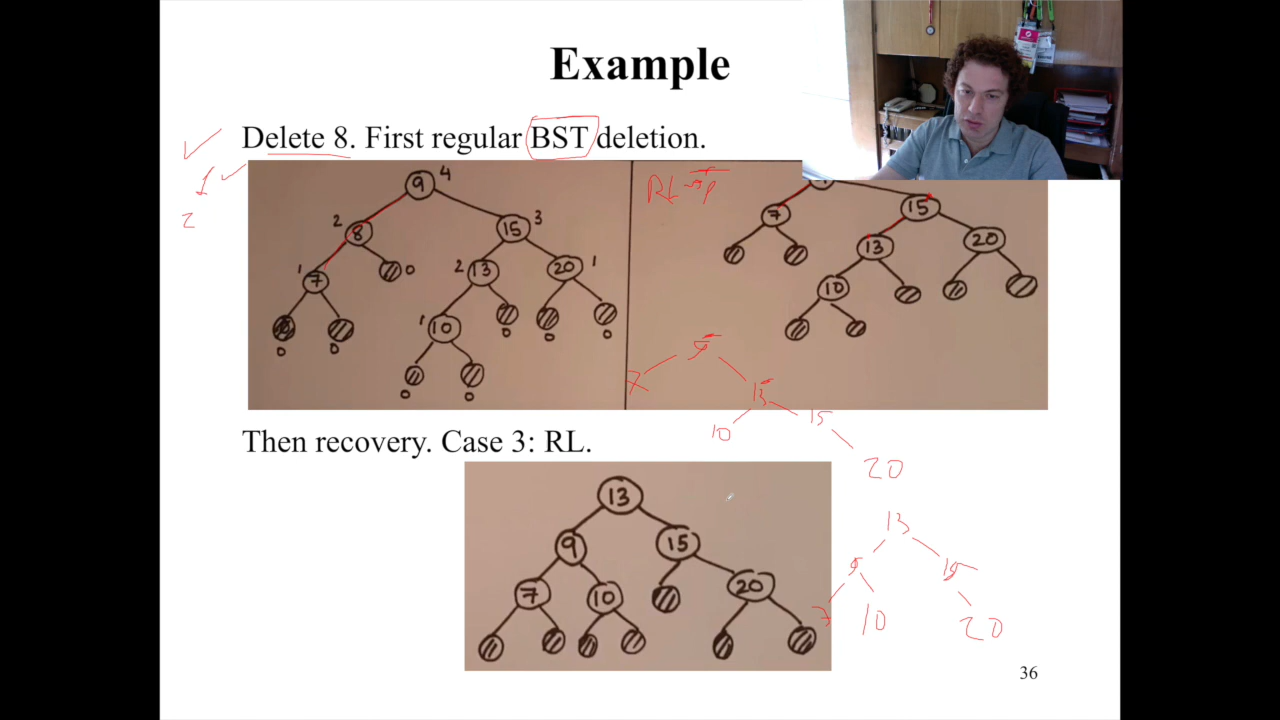 Example
Delete 8. First regular BST deletion.
1
2
9 4
2 8 15 3
1 7 0 2 13 20 1
1 10
0 0 0 0 0
0 0
RL
7 15
13 20
10
9
7 13
10 15
20
Then recovery. Case 3: RL.
13
9 15
7 10 20
13
9 15
7 10 20
36